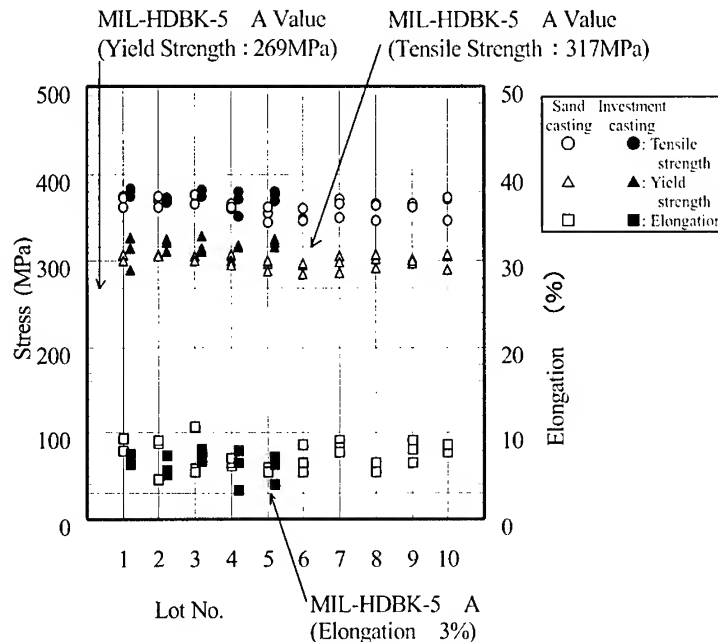 MIL-HDBK-5 A Value
(Yield Strength : 269MPa)
MIL-HDBK-5 A Value
(Tensile Strength : 317MPa)
500
400
300
200
100
0
Stress (MPa)
50
40
30
20
10
0
Elongation (%)
Sand casting
Investment casting
: Tensile strength
: Yield strength
: Elongation
1 2 3 4 5 6 7 8 9 10
Lot No.
MIL-HDBK-5 A
(Elongation 3%)